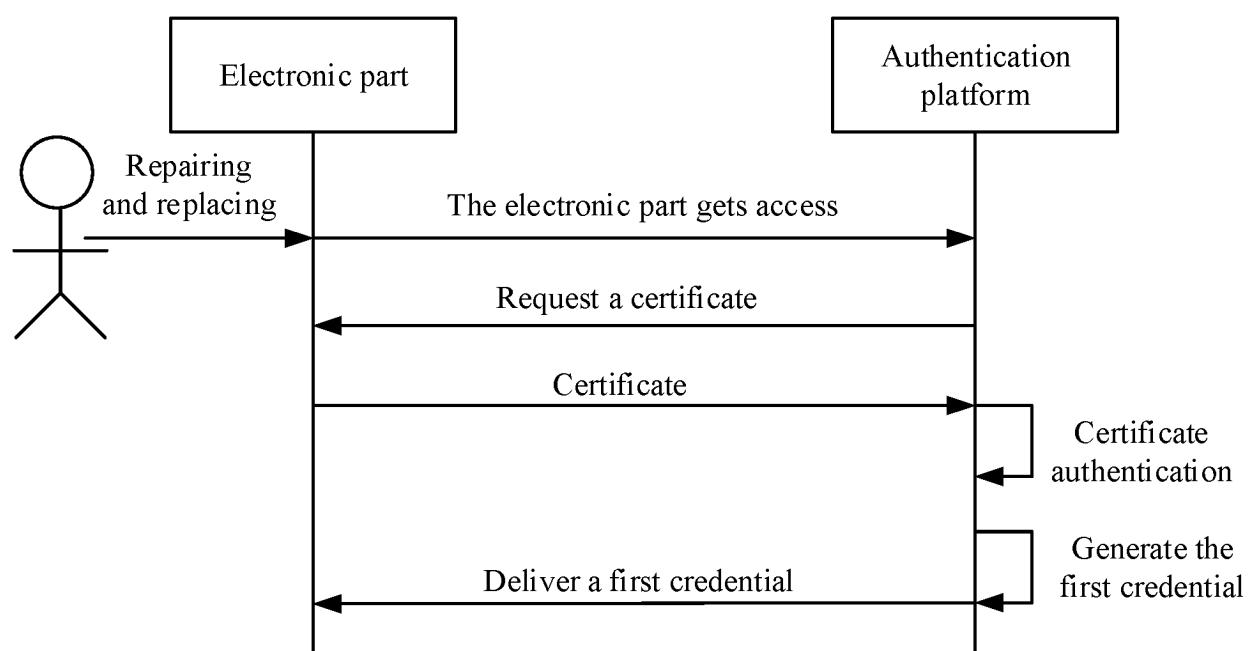 Electronic part
Authentication
platform
Repairing
and replacing
The electronic part gets access
Request a certificate
Certificate
Certificate
authentication
Generate the
first credential
Deliver a first credential